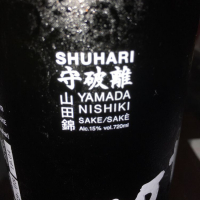 SHUHARI
守破離
山田錦
YAMADA
NISHIKI
SAKE/SAKÉ
Alc.15% vol.720ml